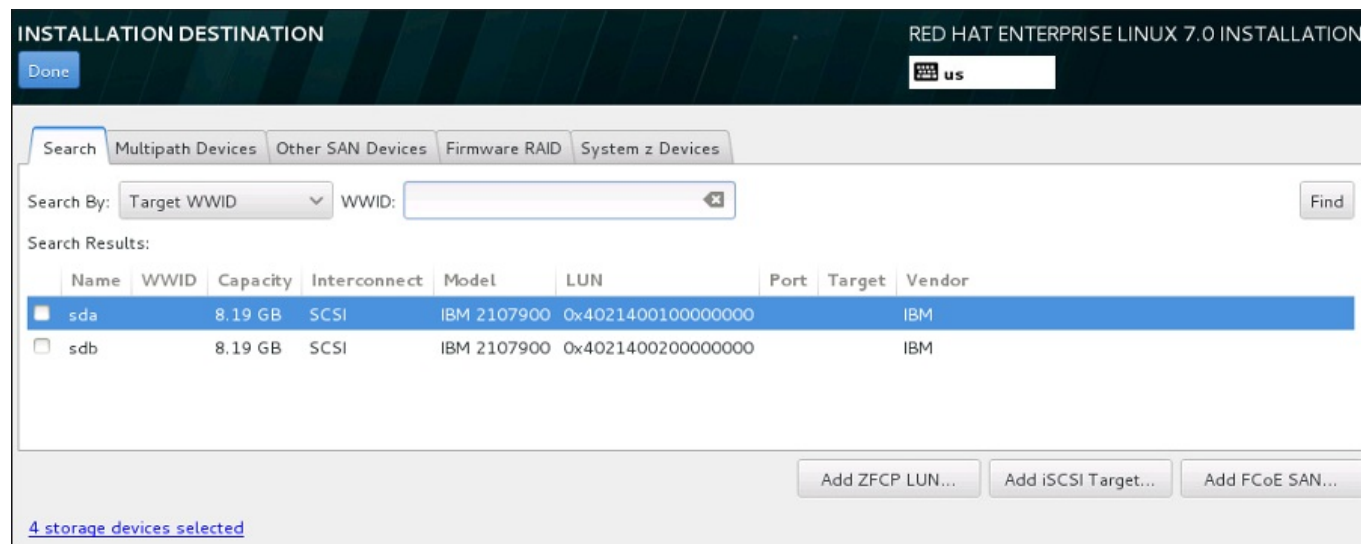 INSTALLATION DESTINATION
RED HAT ENTERPRISE LINUX 7.0 INSTALLATION
Done
us
Search Multipath Devices Other SAN Devices Firmware RAID System z Devices
Search By: Target WWID WWID: Find
Search Results:
Name WWID Capacity Interconnect Model LUN Port Target Vendor
sda 8.19 GB SCSI IBM 2107900 0x4021400100000000 IBM
sdb 8.19 GB SCSI IBM 2107900 0x4021400200000000 IBM
Add ZFCP LUN... Add iSCSI Target... Add FCoE SAN...
4 storage devices selected